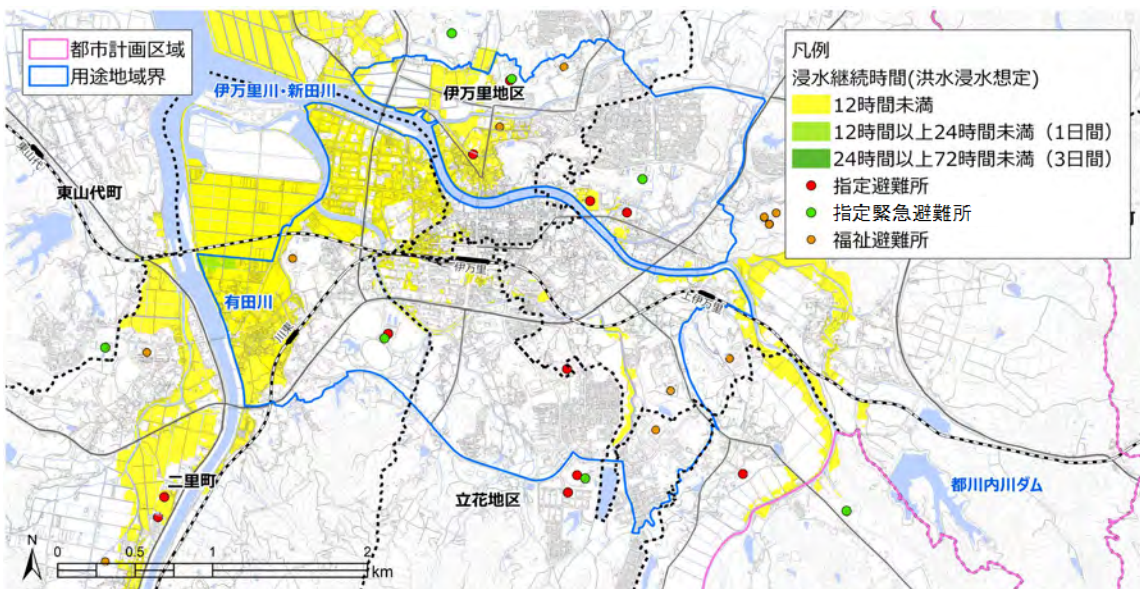 都市計画区域
用途地域界
凡例
浸水継続時間(洪水浸水想定)
12時間未満
12時間以上24時間未満（1日間）
24時間以上72時間未満（3日間）
指定避難所
指定緊急避難所
福祉避難所
伊万里川・新田川
伊万里地区
東山代
東山代町
町
伊万里
有田川
上伊万里
川東
二里町
立花地区
都川内川ダム
N
0 0.5 1 2
km